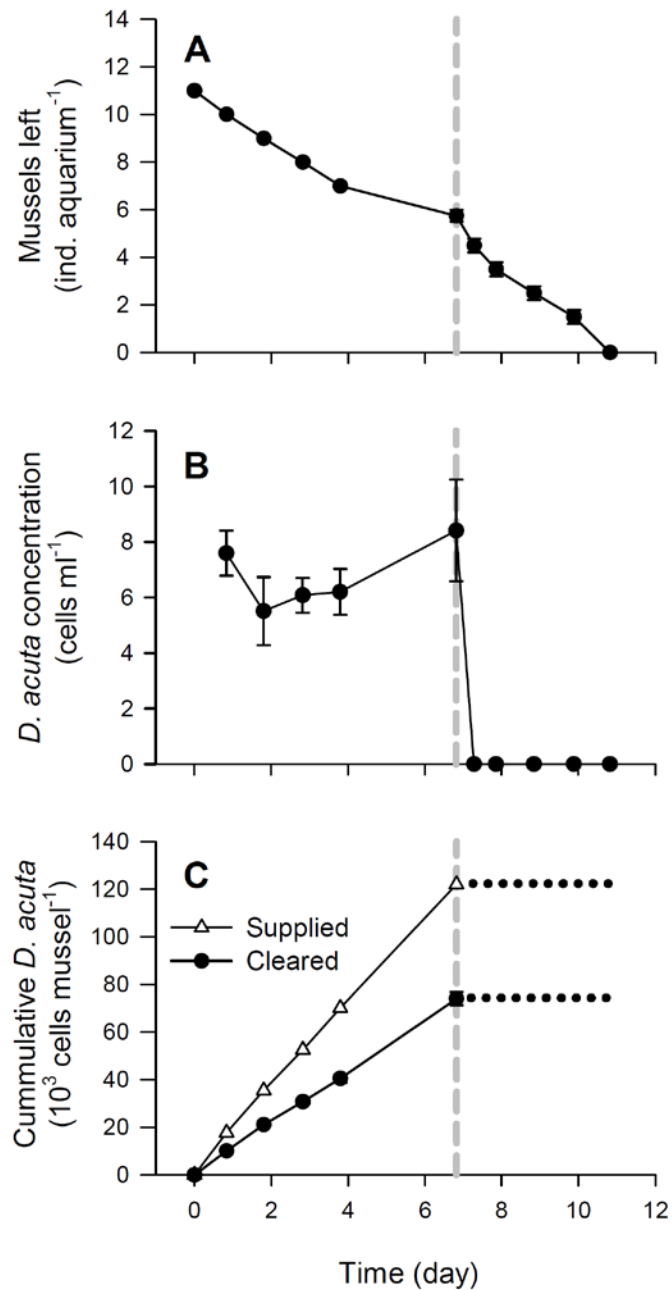 A
14
12
10
8
6
4
2
0
Mussels left
(ind. aquarium⁻¹)
B
12
10
8
6
4
2
0
D. acuta concentration
(cells ml⁻¹)
C
140
120
100
80
60
40
20
0
Cummulative D. acuta
(10³ cells mussel⁻¹)
Supplied
Cleared
0 2 4 6 8 10 12
Time (day)